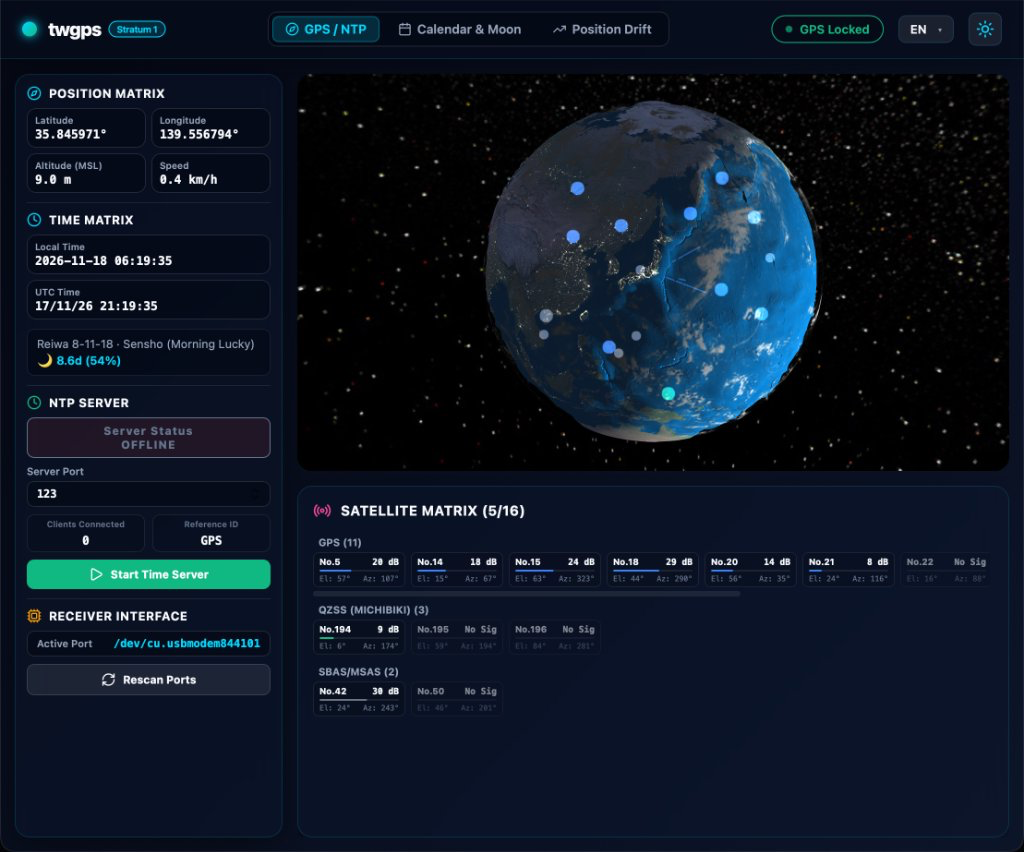 twgps Stratum 1
GPS / NTP Calendar & Moon Position Drift
GPS Locked EN
POSITION MATRIX
Latitude Longitude
35.845971° 139.556794°
Altitude (MSL) Speed
9.0 m 0.4 km/h
TIME MATRIX
Local Time
2026-11-18 06:19:35
UTC Time
17/11/26 21:19:35
Reiwa 8-11-18 · Sensho (Morning Lucky)
🌙 8.6d (54%)
NTP SERVER
Server Status
OFFLINE
Server Port
123
Clients Connected Reference ID
0 GPS
Start Time Server
RECEIVER INTERFACE
Active Port /dev/cu.usbmodem844101
Rescan Ports
SATELLITE MATRIX (5/16)
GPS (11)
No.5 20 dB No.14 18 dB No.15 24 dB No.18 29 dB No.20 14 dB No.21 8 dB No.22 No Sig
El: 57° Az: 107° El: 15° Az: 67° El: 63° Az: 323° El: 44° Az: 290° El: 56° Az: 35° El: 24° Az: 116° El: 16° Az: 88°
QZSS (MICHIBIKI) (3)
No.194 9 dB No.195 No Sig No.196 No Sig
El: 6° Az: 174° El: 59° Az: 194° El: 84° Az: 281°
SBAS/MSAS (2)
No.42 30 dB No.50 No Sig
El: 24° Az: 243° El: 46° Az: 201°